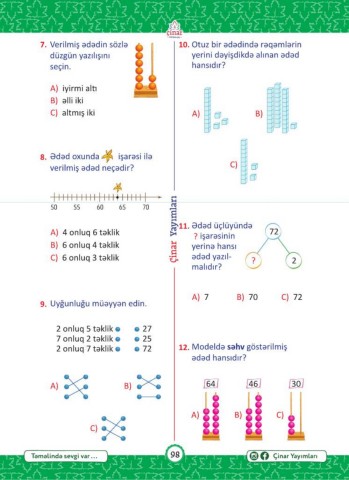 çinar
7. Verilmiş ədədin sözlə
düzgün yazılışını
seçin.
A) iyirmi altı
B) əlli iki
C) altmış iki
8. Ədəd oxunda işarəsi ilə
verilmiş ədəd neçədir?
50 55 60 65 70
A) 4 onluq 6 təklik
B) 6 onluq 4 təklik
C) 6 onluq 3 təklik
9. Uyğunluğu müəyyən edin.
2 onluq 5 təklik 27
7 onluq 2 təklik 25
2 onluq 7 təklik 72
A) B)
C)
Çinar Yayımları
10. Otuz bir ədədində rəqəmlərin
yerini dəyişdikdə alınan ədəd
hansıdır?
A) B)
C)
11. Ədəd üçlüyündə
? işarəsinin
yerinə hansı
ədəd yazıl-
malıdır?
72
? 2
A) 7 B) 70 C) 72
12. Modeldə səhv göstərilmiş
ədəd hansıdır?
64 46 30
A) B) C)
Təməlində sevgi var ...
98
Çinar Yayımları